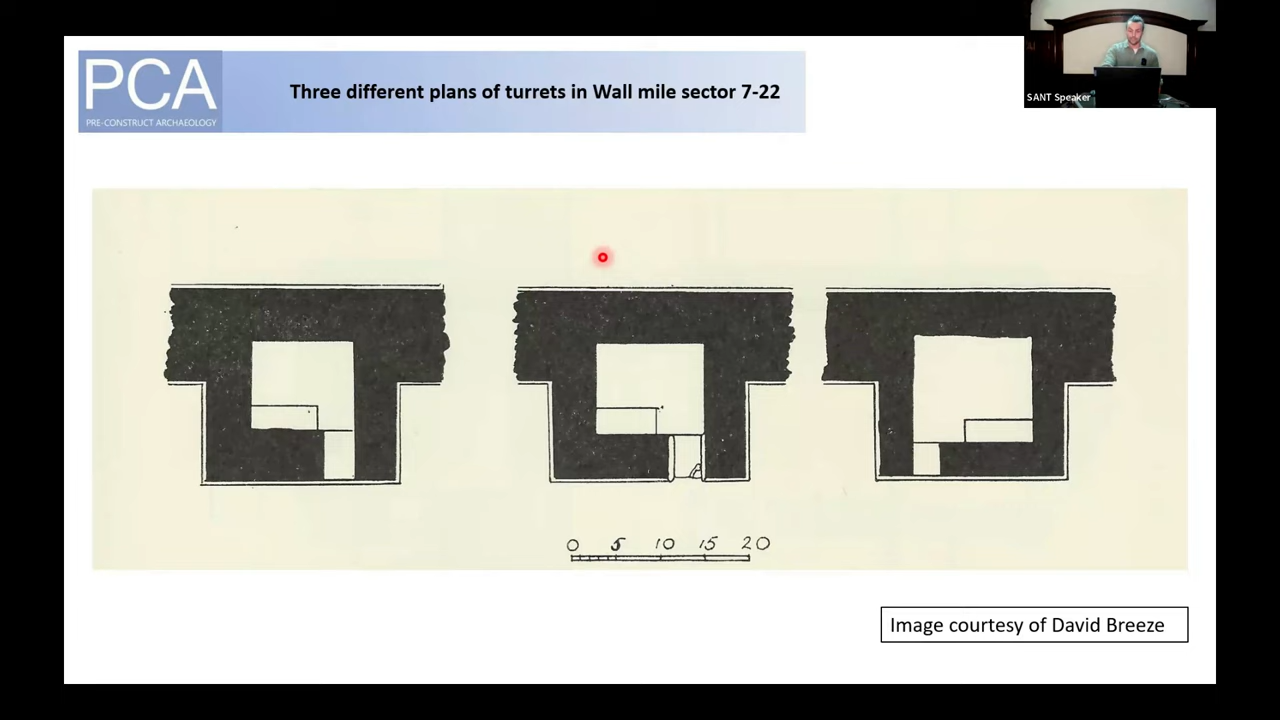 PCA
PRE-CONSTRUCT ARCHAEOLOGY
Three different plans of turrets in Wall mile sector 7-22
SANT Speaker
0 5 10 15 20
Image courtesy of David Breeze